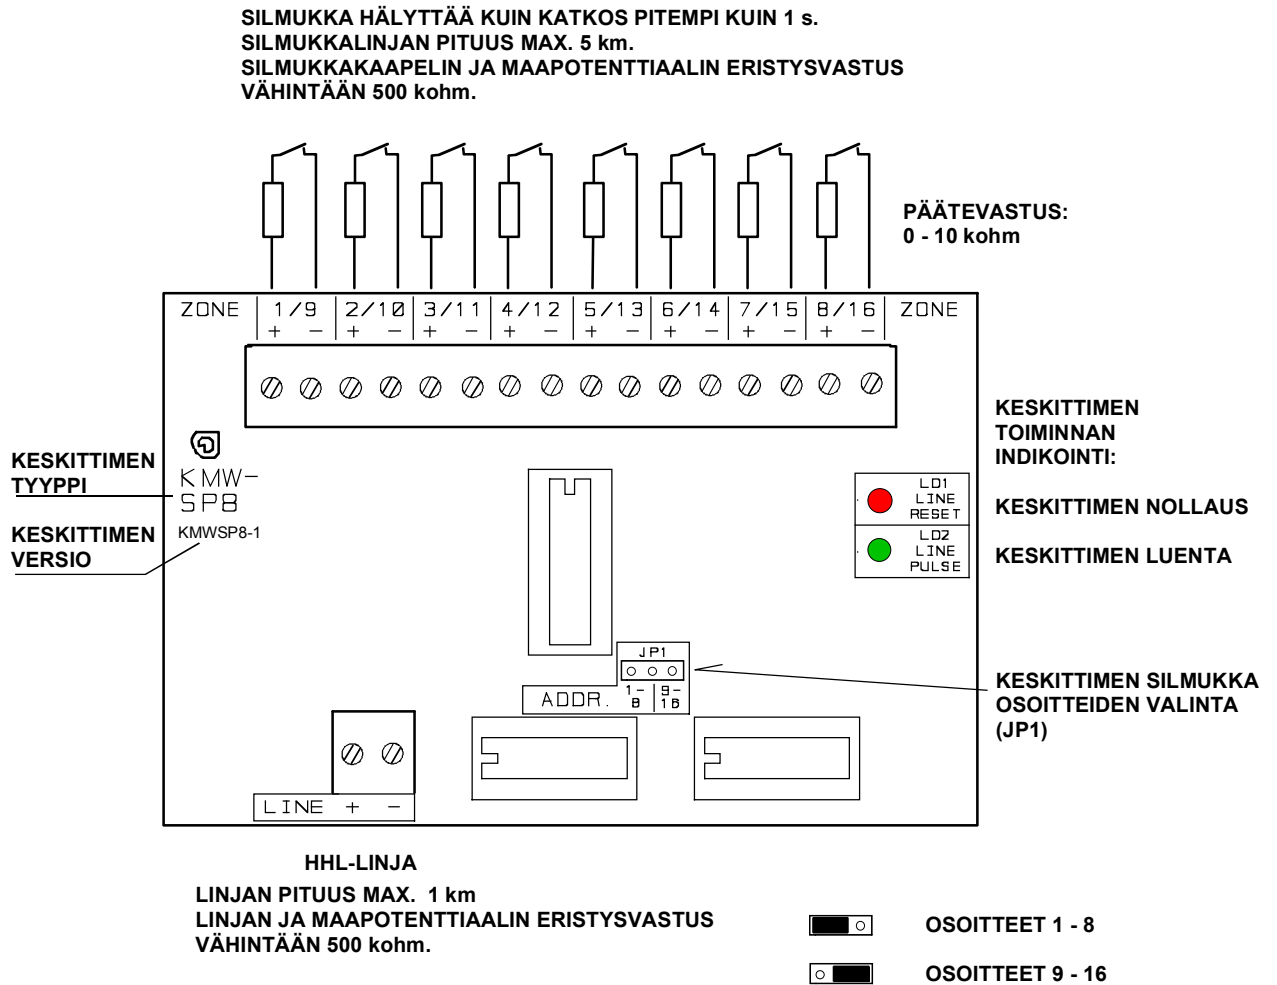 SILMUKKA HÄLYTTÄÄ KUIN KATKOS PITEMPI KUIN 1 s.
SILMUKKALINJAN PITUUS MAX. 5 km.
SILMUKKAKAAPELIN JA MAAPOTENTTIAALIN ERISTYSVASTUS
VÄHINTÄÄN 500 kohm.
PÄÄTEVASTUS:
0 - 10 kohm
ZONE 1/9 2/10 3/11 4/12 5/13 6/14 7/15 8/16 ZONE
+ - + - + - + - + - + - + - + -
KESKITTIMEN
TOIMINNAN
INDIKOINTI:
KESKITTIMEN
TYYPPI
KMW-
SP8
KESKITTIMEN
VERSIO
KMWSP8-1
LD1
LINE
RESET
KESKITTIMEN NOLLAUS
LD2
LINE
PULSE
KESKITTIMEN LUENTA
JP1
ADDR.
1-
8
9-
16
KESKITTIMEN SILMUKKA
OSOITTEIDEN VALINTA
(JP1)
LINE + -
HHL-LINJA
LINJAN PITUUS MAX. 1 km
LINJAN JA MAAPOTENTTIAALIN ERISTYSVASTUS
VÄHINTÄÄN 500 kohm.
OSOITTEET 1 - 8
OSOITTEET 9 - 16